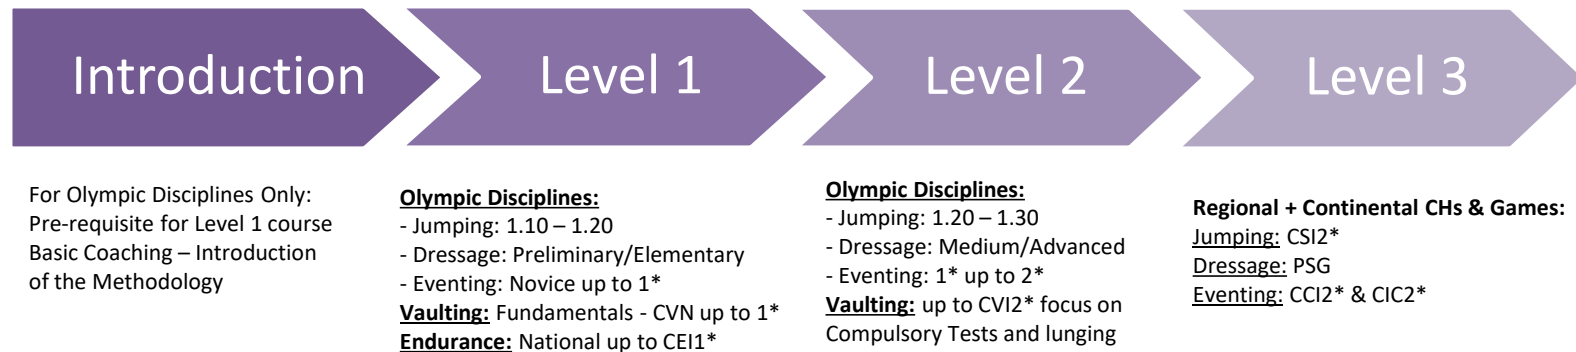 Introduction
Level 1
Level 2
Level 3
For Olympic Disciplines Only:
Pre-requisite for Level 1 course
Basic Coaching – Introduction
of the Methodology
Olympic Disciplines:
- Jumping: 1.10 – 1.20
- Dressage: Preliminary/Elementary
- Eventing: Novice up to 1*
Vaulting: Fundamentals - CVN up to 1*
Endurance: National up to CEI1*
Olympic Disciplines:
- Jumping: 1.20 – 1.30
- Dressage: Medium/Advanced
- Eventing: 1* up to 2*
Vaulting: up to CVI2* focus on
Compulsory Tests and lunging
Regional + Continental CHs & Games:
Jumping: CSI2*
Dressage: PSG
Eventing: CCI2* & CIC2*